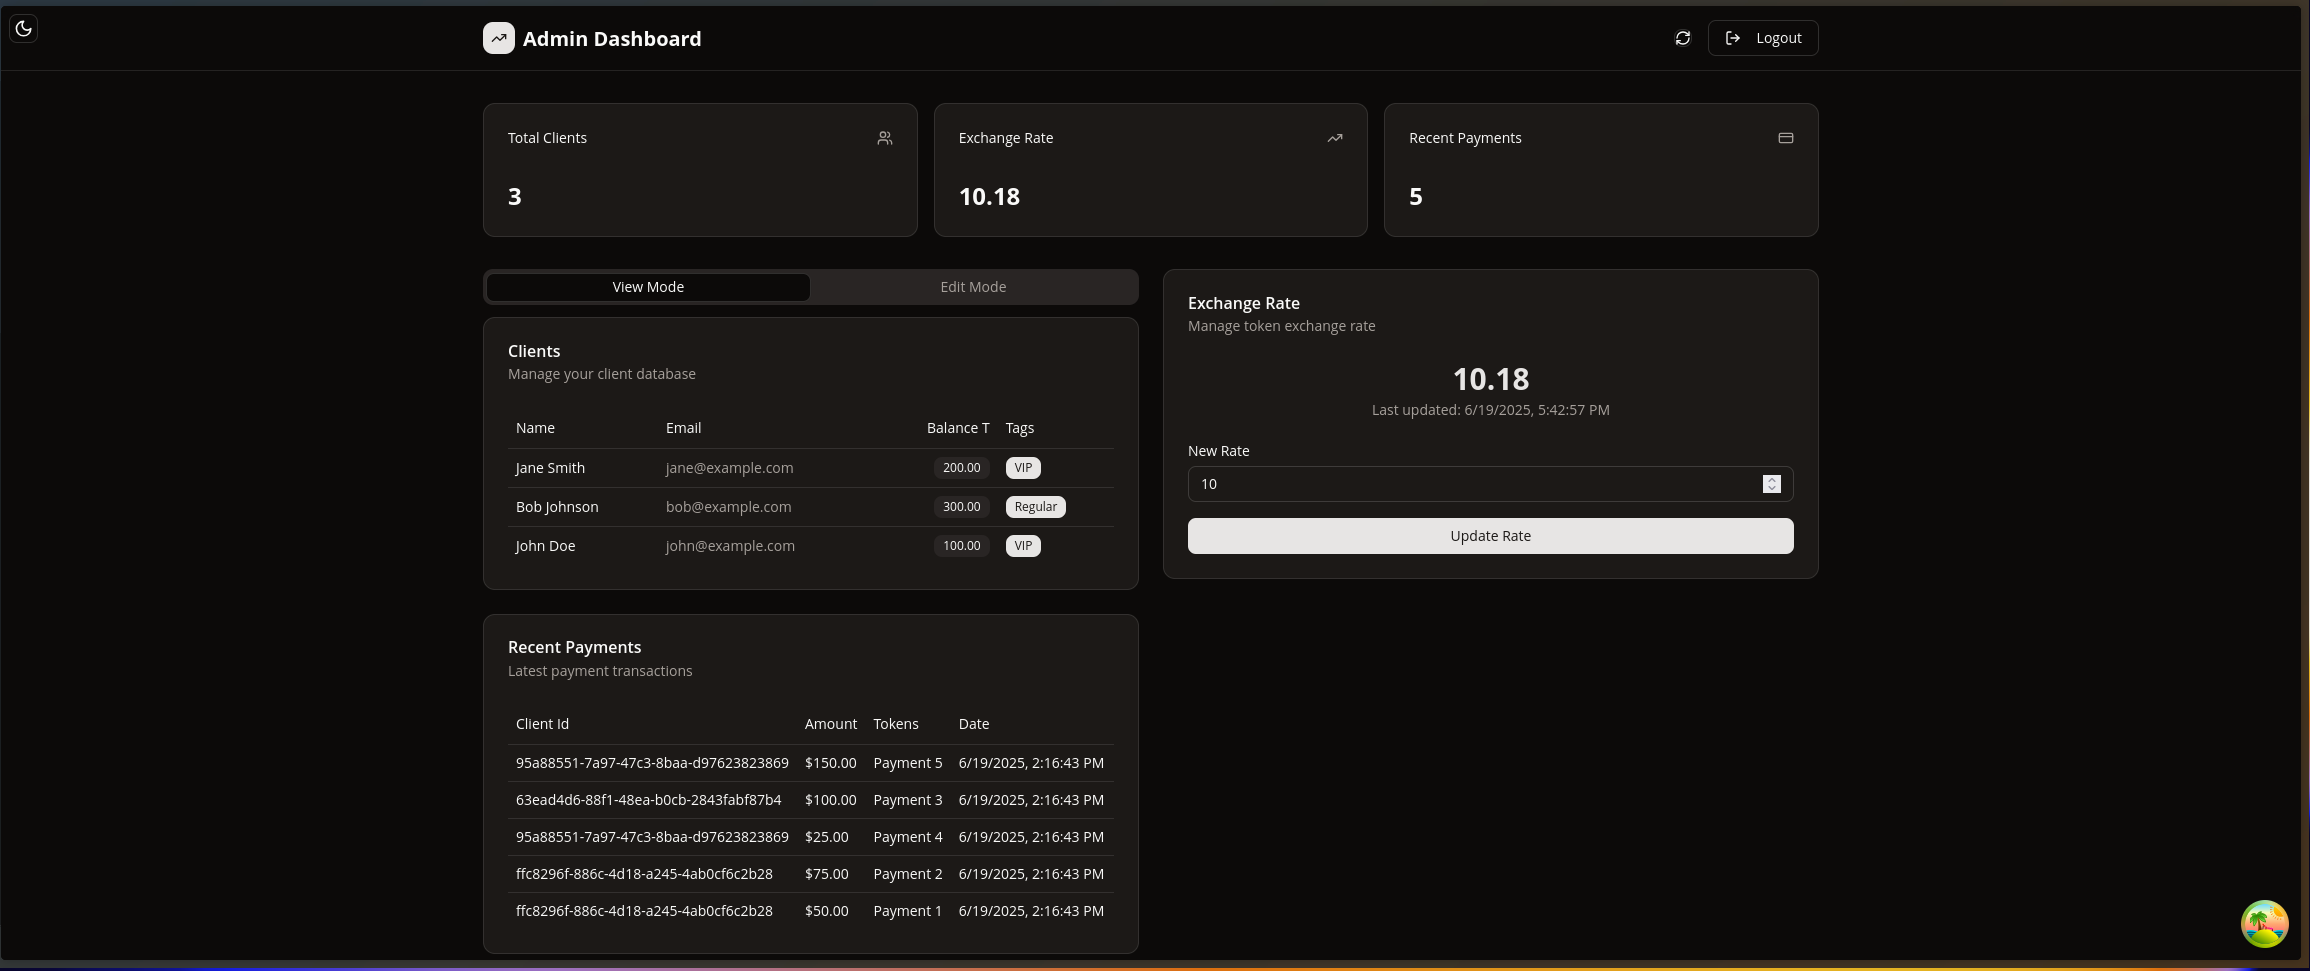 Admin Dashboard
Logout
Total Clients
3
Exchange Rate
10.18
Recent Payments
5
View Mode
Edit Mode
Clients
Manage your client database
Name Email Balance T Tags
Jane Smith jane@example.com 200.00 VIP
Bob Johnson bob@example.com 300.00 Regular
John Doe john@example.com 100.00 VIP
Exchange Rate
Manage token exchange rate
10.18
Last updated: 6/19/2025, 5:42:57 PM
New Rate
10
Update Rate
Recent Payments
Latest payment transactions
Client Id Amount Tokens Date
95a88551-7a97-47c3-8baa-d97623823869 $150.00 Payment 5 6/19/2025, 2:16:43 PM
63ead4d6-88f1-48ea-b0cb-2843fabf87b4 $100.00 Payment 3 6/19/2025, 2:16:43 PM
95a88551-7a97-47c3-8baa-d97623823869 $25.00 Payment 4 6/19/2025, 2:16:43 PM
ffc8296f-886c-4d18-a245-4ab0cf6c2b28 $75.00 Payment 2 6/19/2025, 2:16:43 PM
ffc8296f-886c-4d18-a245-4ab0cf6c2b28 $50.00 Payment 1 6/19/2025, 2:16:43 PM